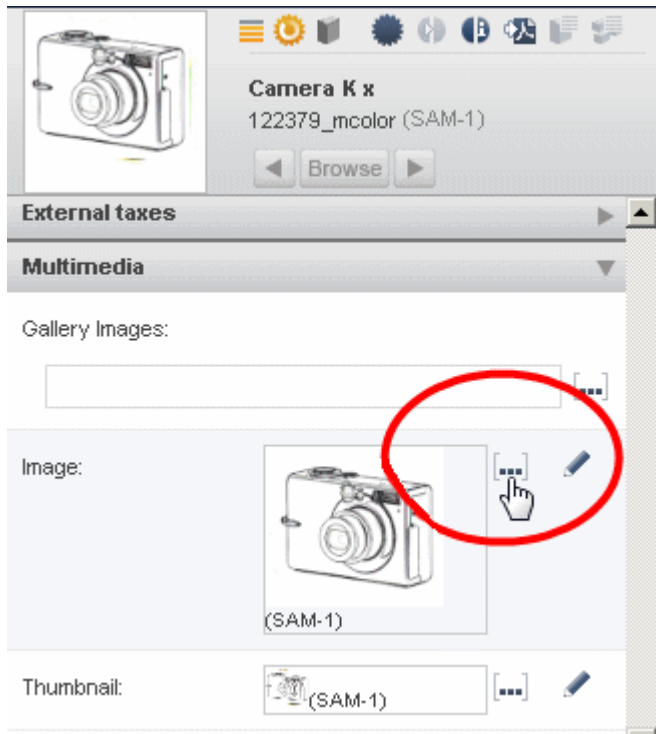 Camera K x
122379_mcolor (SAM-1)
Browse
External taxes
Multimedia
Gallery Images:
[...]
Image:
[...]
(SAM-1)
Thumbnail:
(SAM-1)
[...]